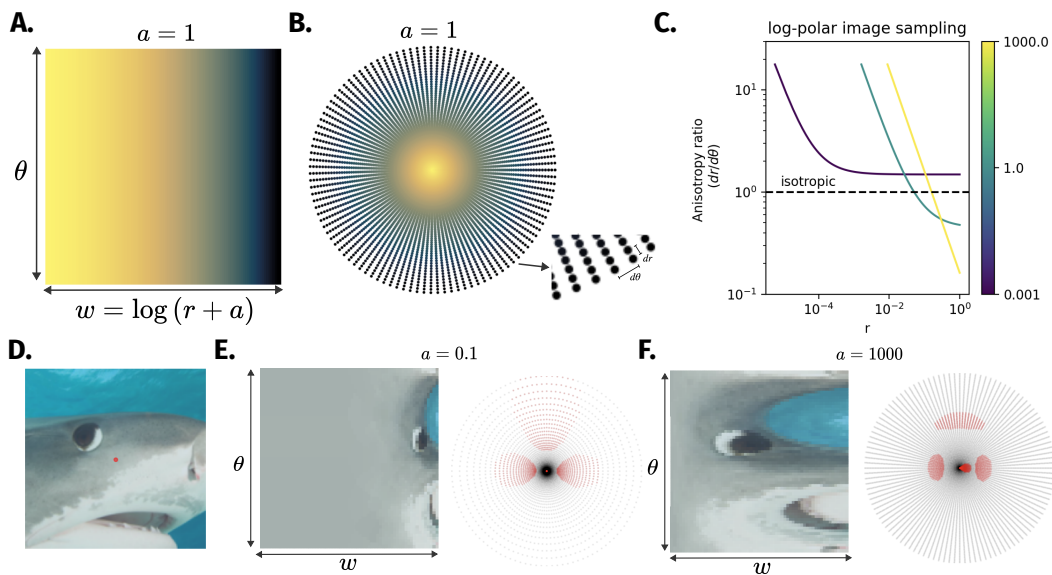 A.
a = 1
θ
w = log (r + a)
B.
a = 1
dr
dθ
C.
log-polar image sampling
Anisotropy ratio
(dr/dθ)
10¹
10⁰
10⁻¹
isotropic
10⁻⁴
10⁻²
10⁰
r
1000.0
1.0
0.001
D.
E.
a = 0.1
θ
w
F.
a = 1000
θ
w